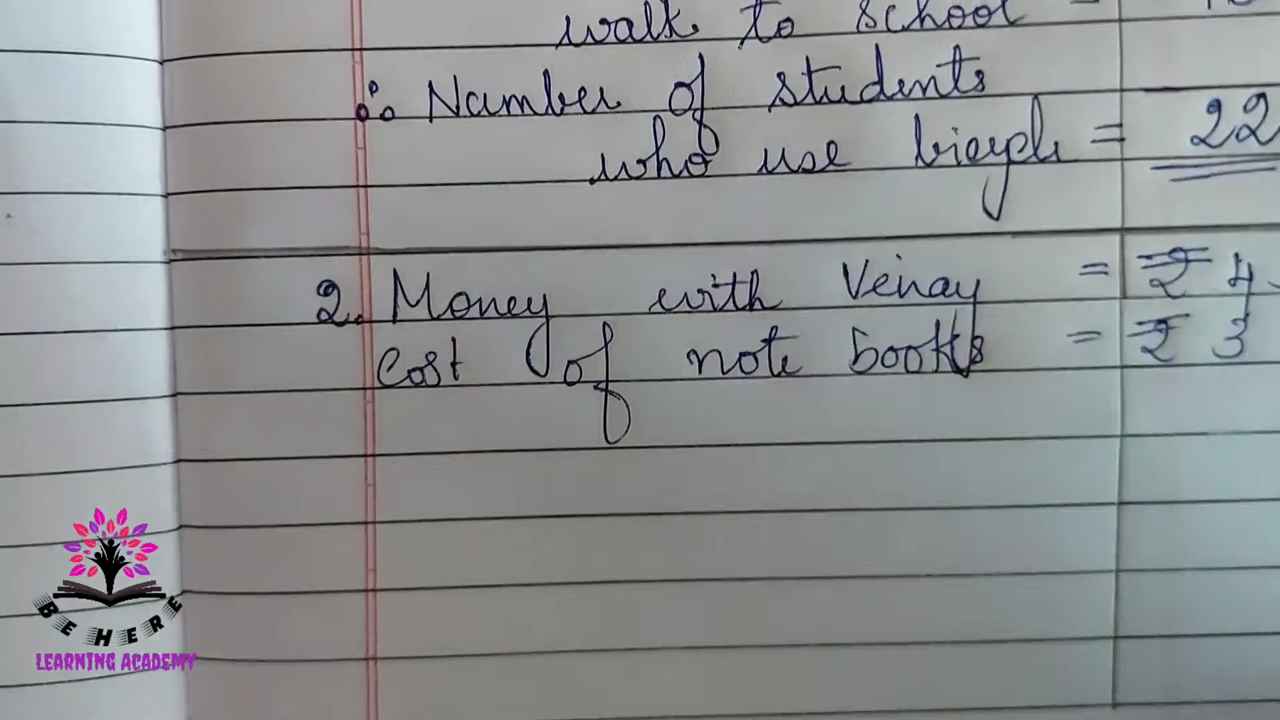 walk to school =
∴ Number of students
who use bicycle = 22
2. Money with Venay = ₹ 4
Cost of note books = ₹ 3
BE HERE
LEARNING ACADEMY